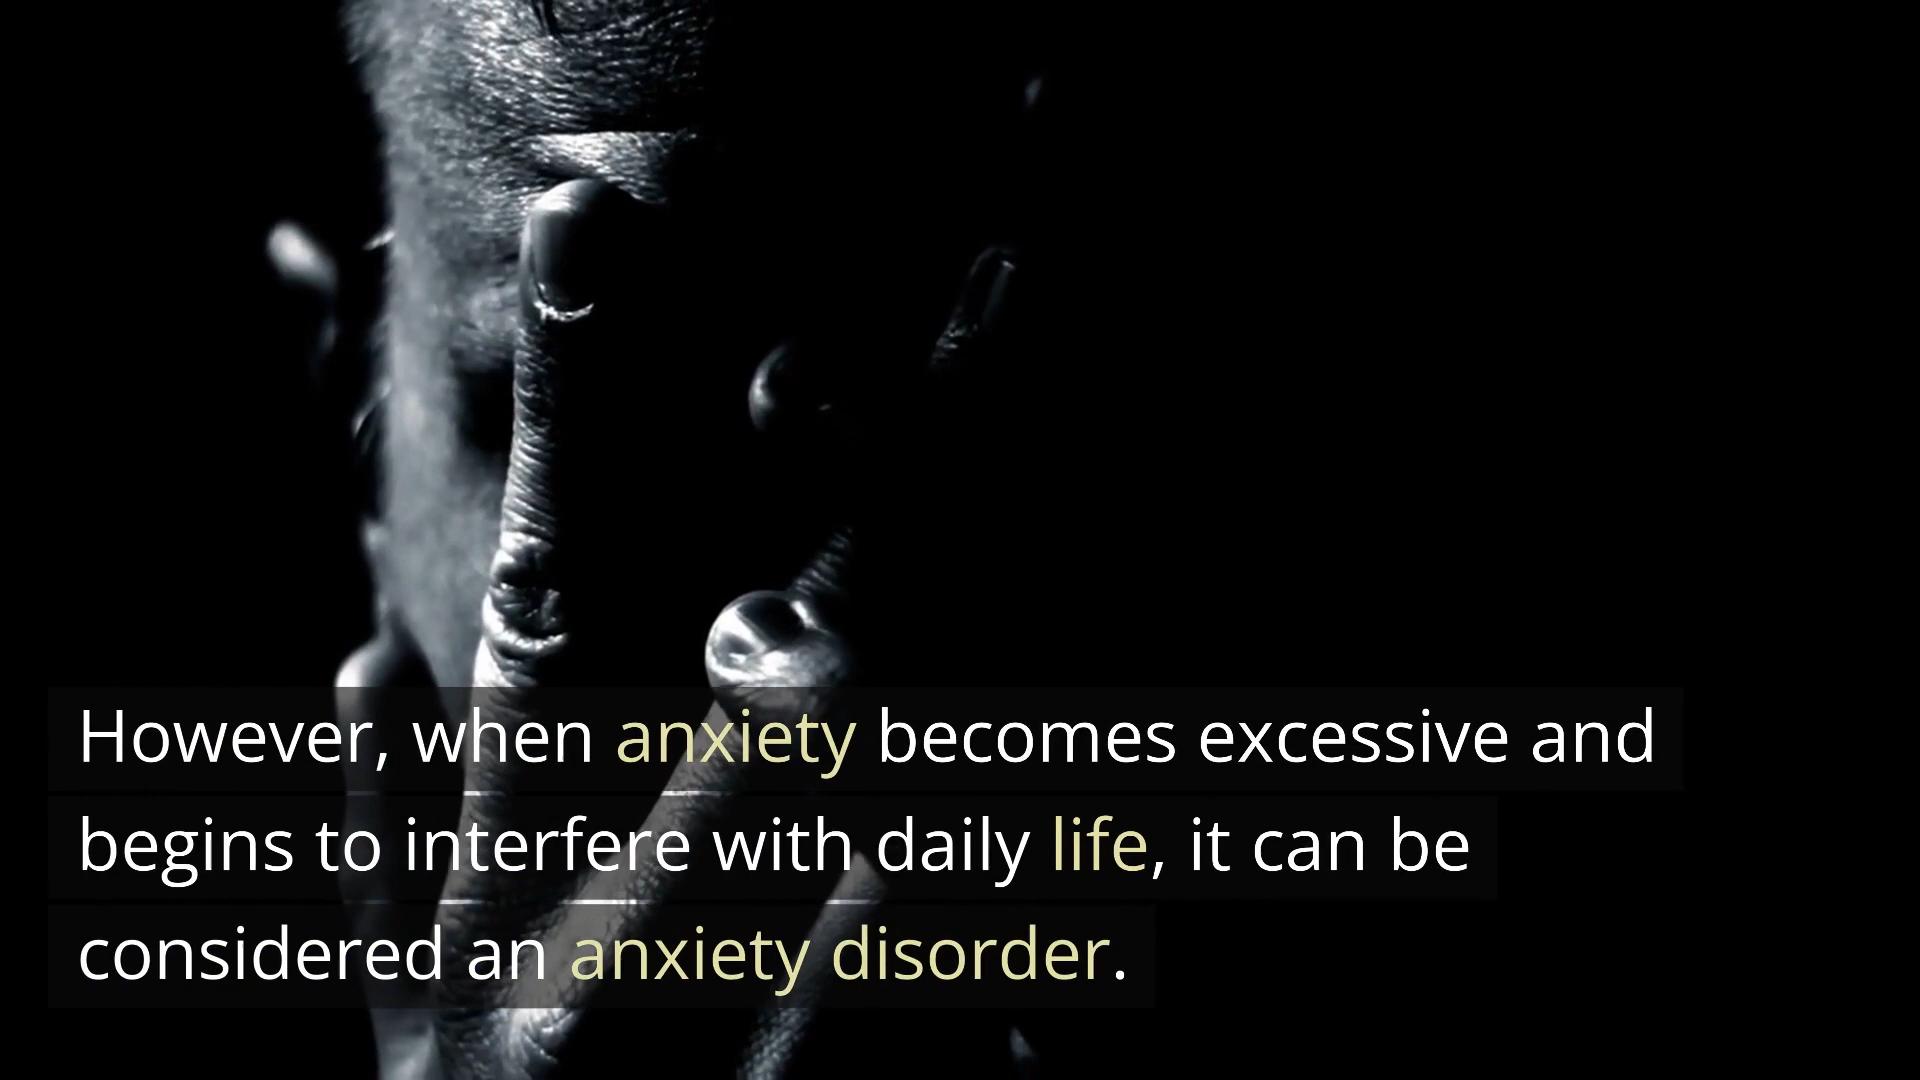 However, when anxiety becomes excessive and
begins to interfere with daily life, it can be
considered an anxiety disorder.